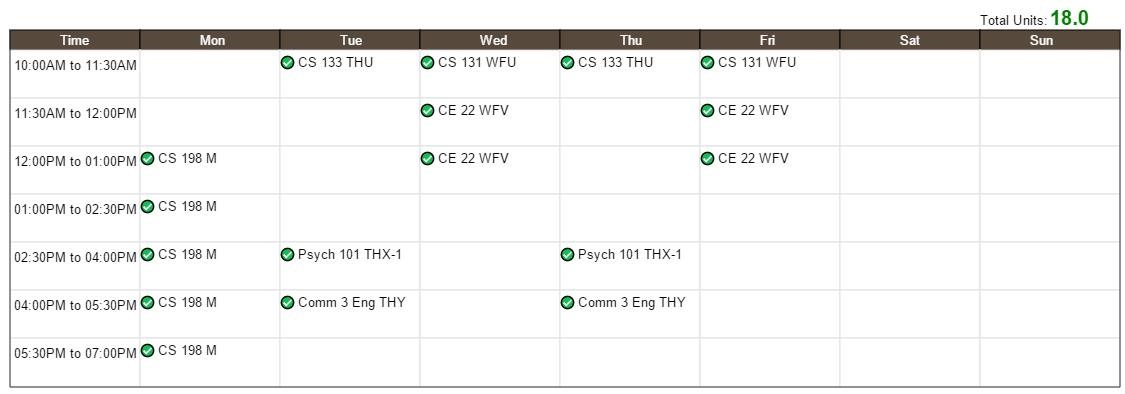 Total Units: 18.0
Time Mon Tue Wed Thu Fri Sat Sun
10:00AM to 11:30AM CS 133 THU CS 131 WFU CS 133 THU CS 131 WFU
11:30AM to 12:00PM CE 22 WFV CE 22 WFV
12:00PM to 01:00PM CS 198 M CE 22 WFV CE 22 WFV
01:00PM to 02:30PM CS 198 M
02:30PM to 04:00PM CS 198 M Psych 101 THX-1 Psych 101 THX-1
04:00PM to 05:30PM CS 198 M Comm 3 Eng THY Comm 3 Eng THY
05:30PM to 07:00PM CS 198 M